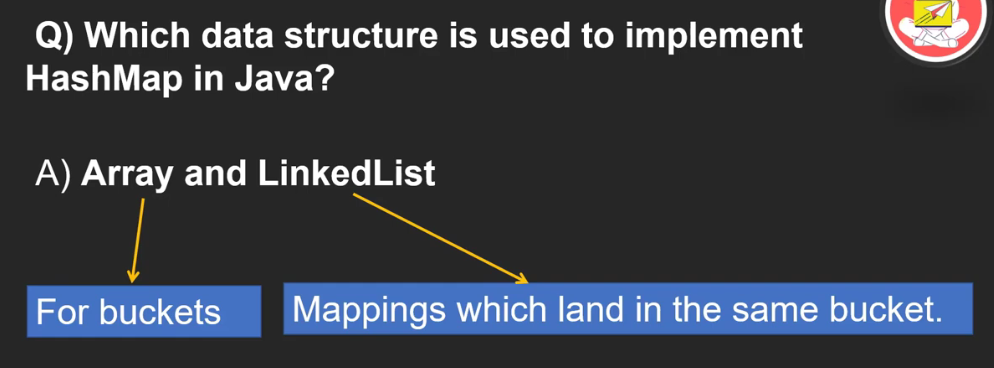 Q) Which data structure is used to implement
HashMap in Java?
A) Array and LinkedList
For buckets
Mappings which land in the same bucket.